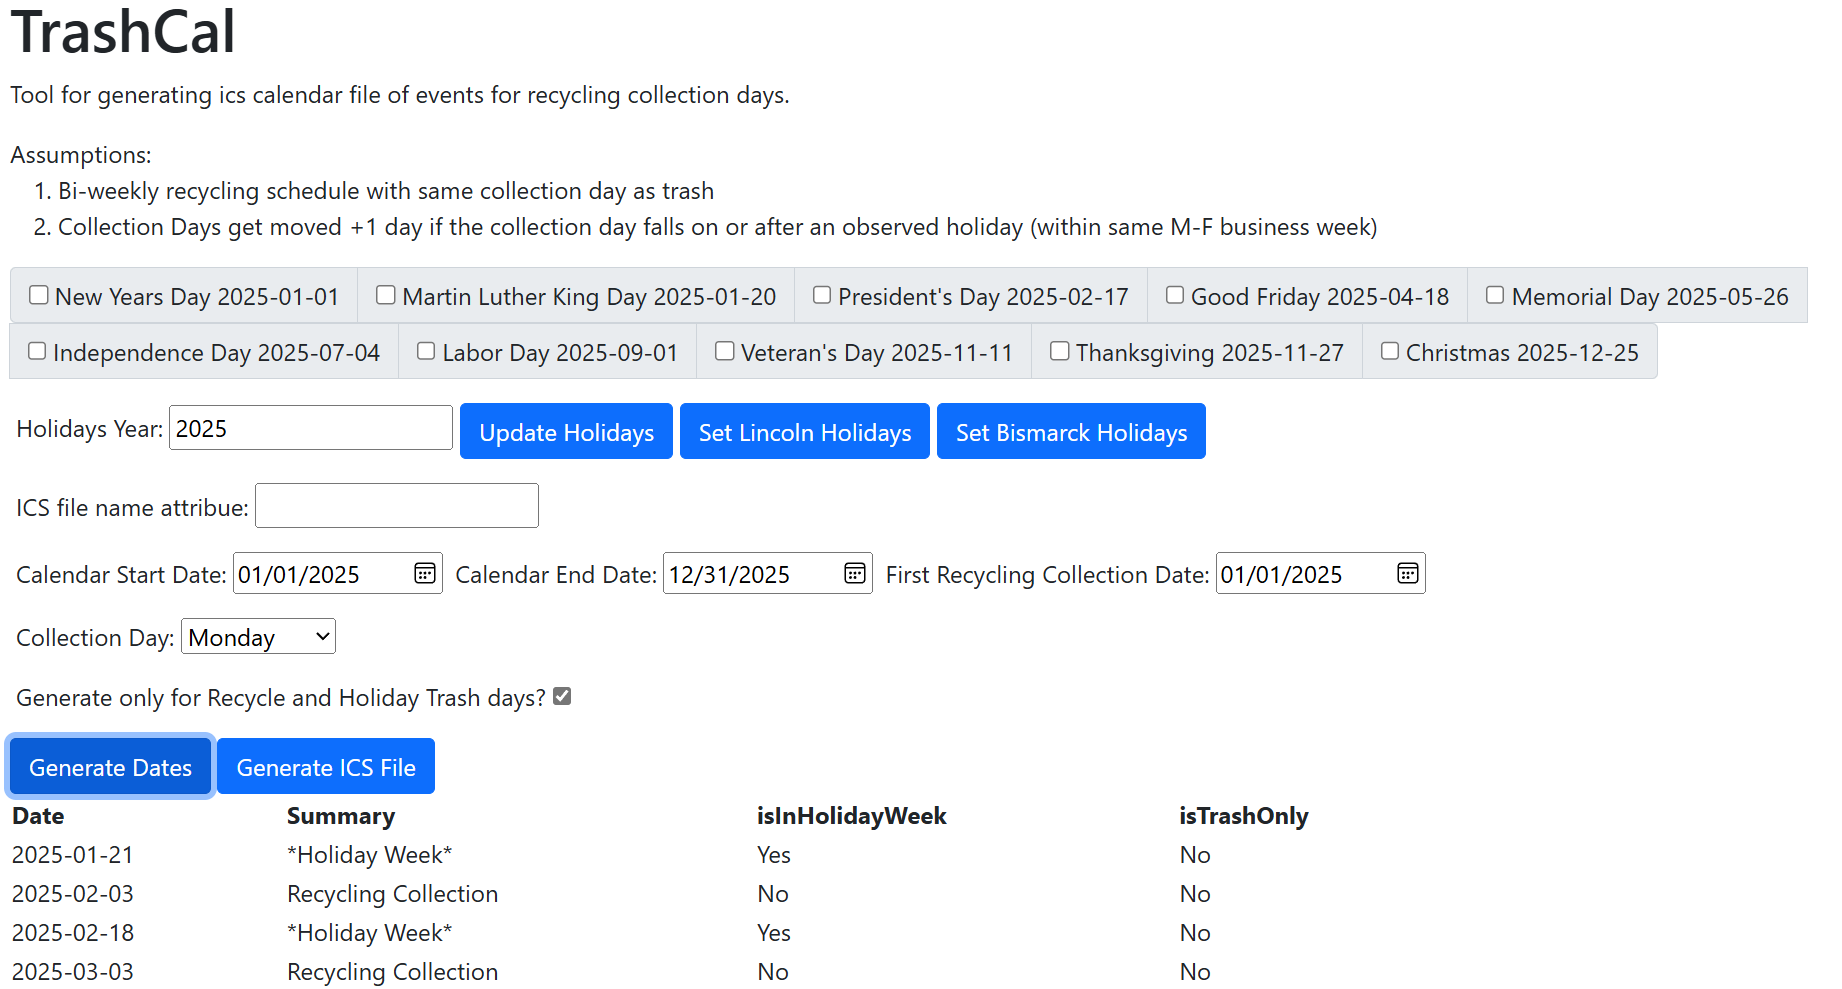 TrashCal
Tool for generating ics calendar file of events for recycling collection days.
Assumptions:
1. Bi-weekly recycling schedule with same collection day as trash
2. Collection Days get moved +1 day if the collection day falls on or after an observed holiday (within same M-F business week)
New Years Day 2025-01-01 Martin Luther King Day 2025-01-20 President's Day 2025-02-17 Good Friday 2025-04-18 Memorial Day 2025-05-26
Independence Day 2025-07-04 Labor Day 2025-09-01 Veteran's Day 2025-11-11 Thanksgiving 2025-11-27 Christmas 2025-12-25
Holidays Year: 2025 Update Holidays Set Lincoln Holidays Set Bismarck Holidays
ICS file name attribue:
Calendar Start Date: 01/01/2025 Calendar End Date: 12/31/2025 First Recycling Collection Date: 01/01/2025
Collection Day: Monday
Generate only for Recycle and Holiday Trash days?
Generate Dates Generate ICS File
Date Summary isInHolidayWeek isTrashOnly
2025-01-21 *Holiday Week* Yes No
2025-02-03 Recycling Collection No No
2025-02-18 *Holiday Week* Yes No
2025-03-03 Recycling Collection No No